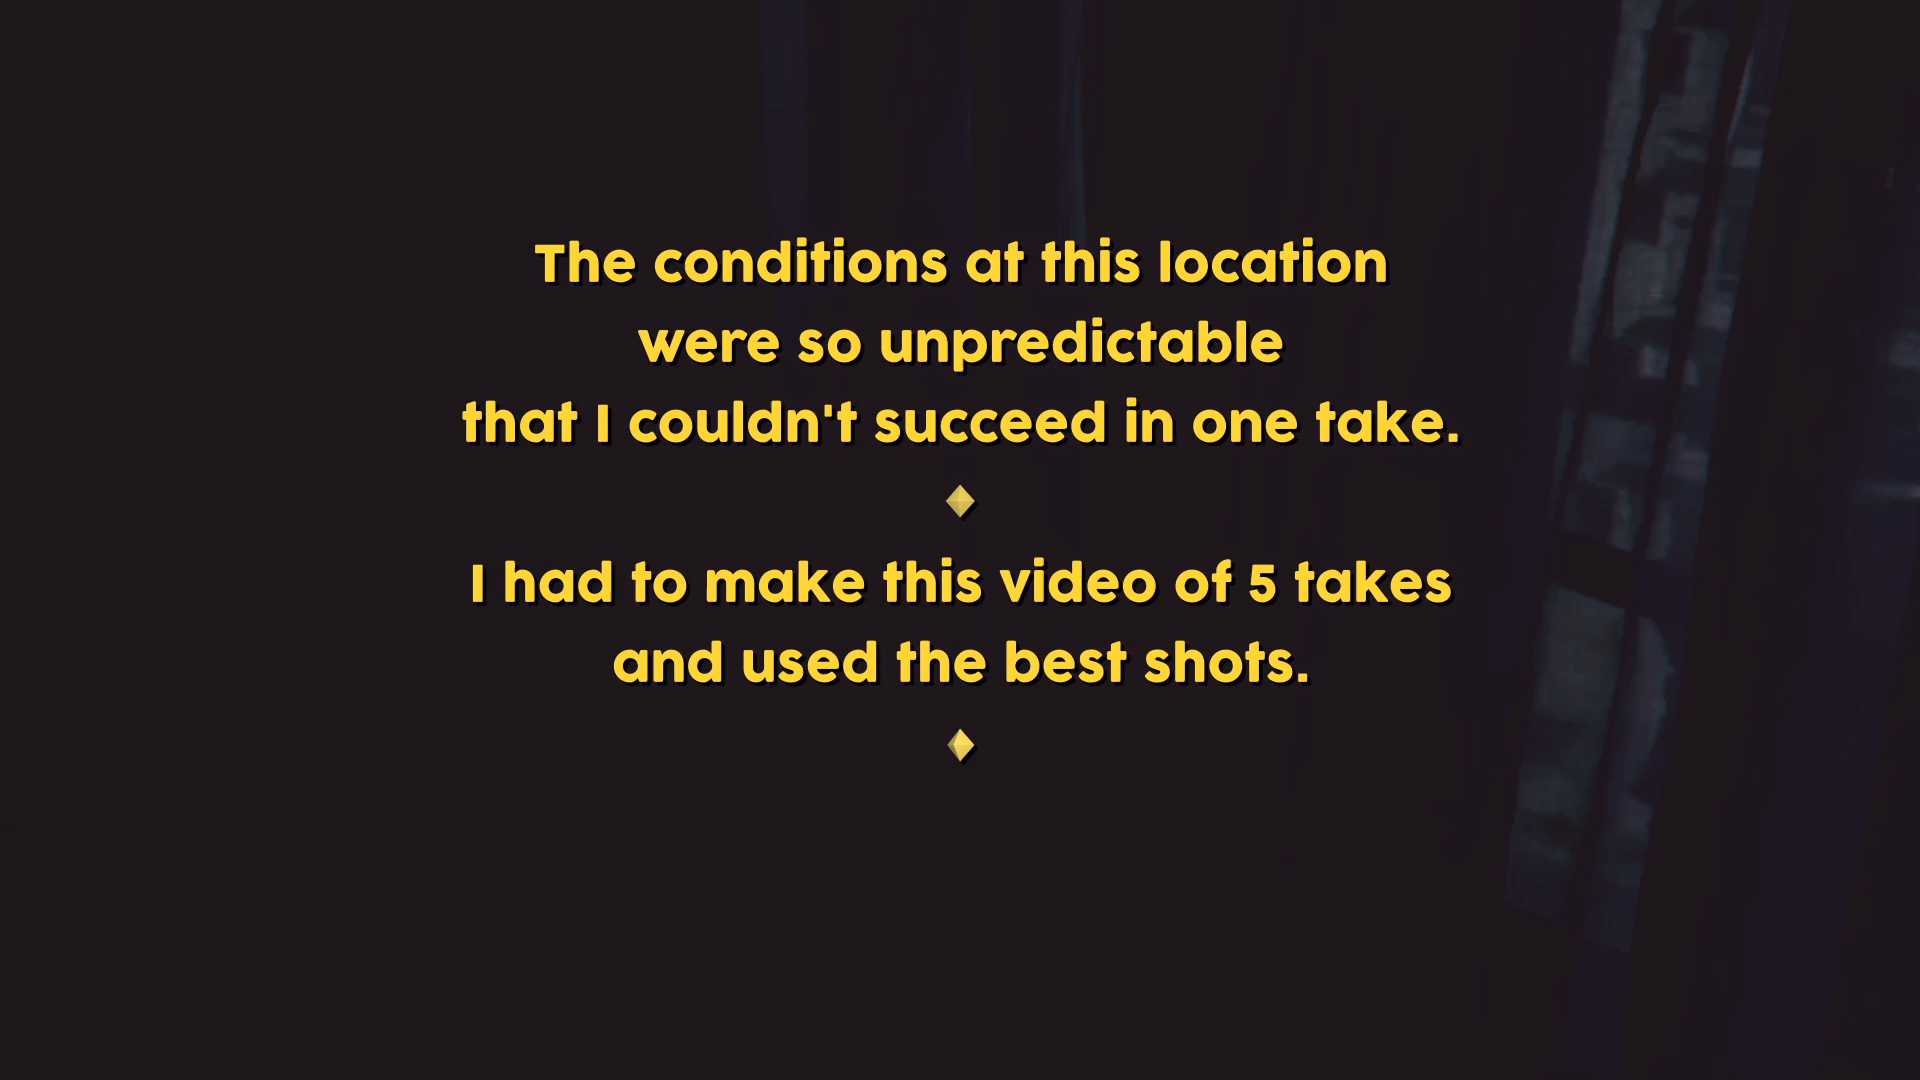 The conditions at this location
were so unpredictable
that I couldn't succeed in one take.
I had to make this video of 5 takes
and used the best shots.